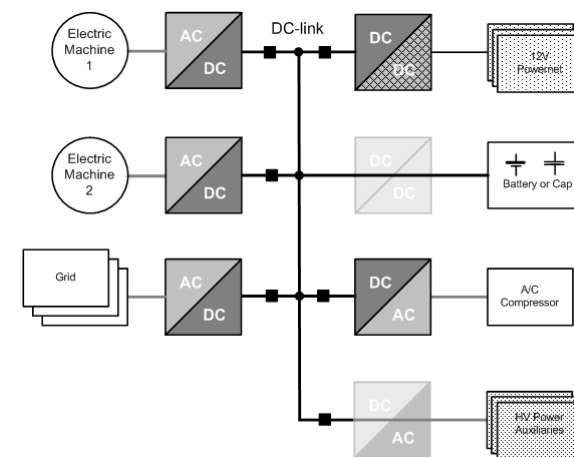 DC-link
Electric
Machine
1
AC
DC
DC
DC
12V
Powernet
Electric
Machine
2
AC
DC
DC
DC
Battery or Cap
Grid
AC
DC
DC
AC
A/C
Compressor
DC
AC
HV Power
Auxiliaries